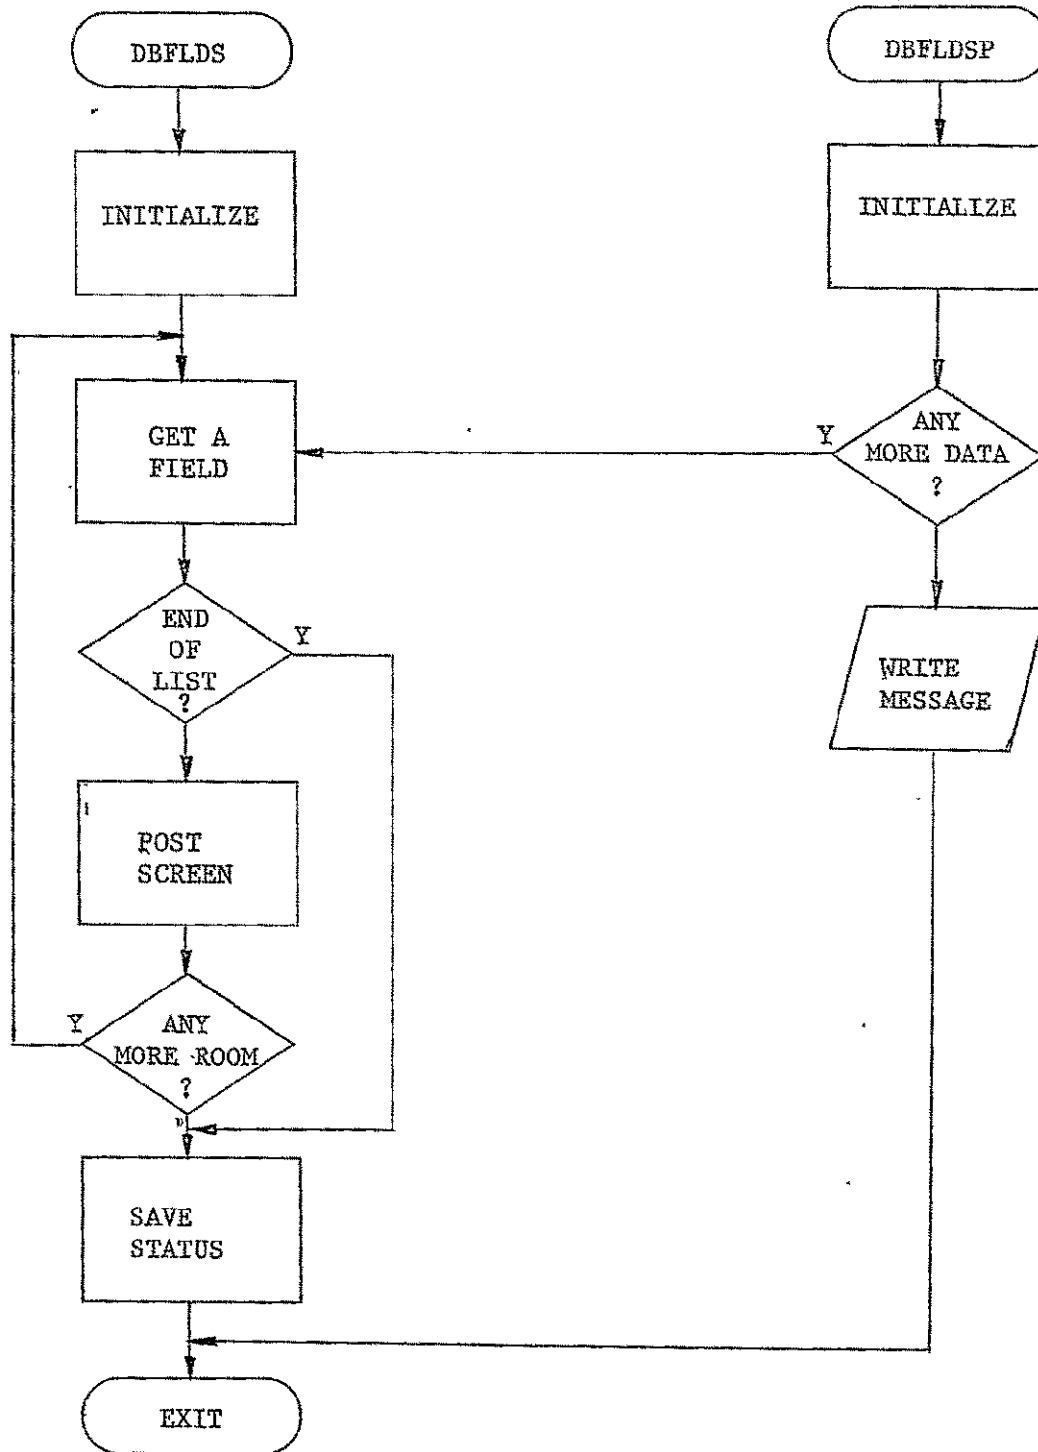 DBFLDS
INITIALIZE
GET A
FIELD
END
OF
LIST
?
Y
POST
SCREEN
Y
ANY
MORE ROOM
?
SAVE
STATUS
EXIT
DBFLDSP
INITIALIZE
Y
ANY
MORE DATA
?
WRITE
MESSAGE